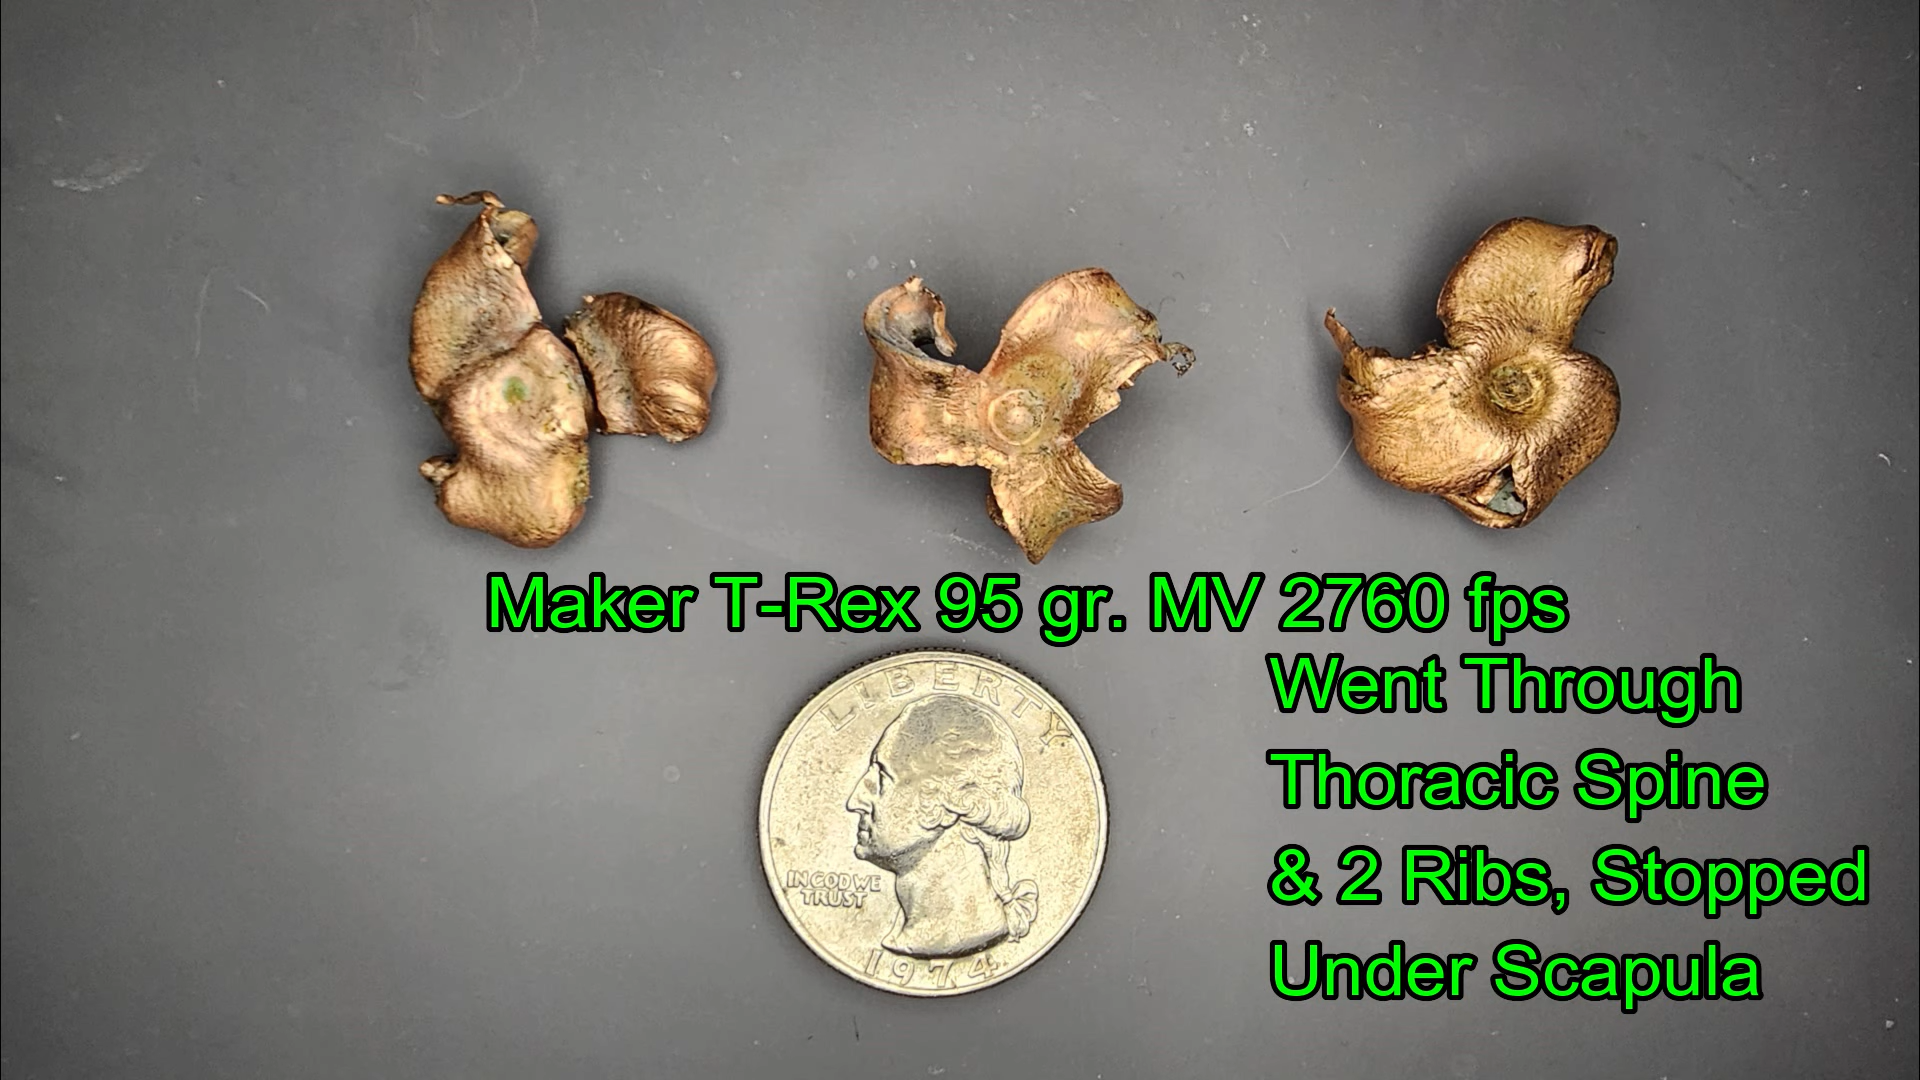 Maker T-Rex 95 gr. MV 2760 fps
Went Through
Thoracic Spine
& 2 Ribs, Stopped
Under Scapula
LIBERTY
IN GOD WE
TRUST
1974